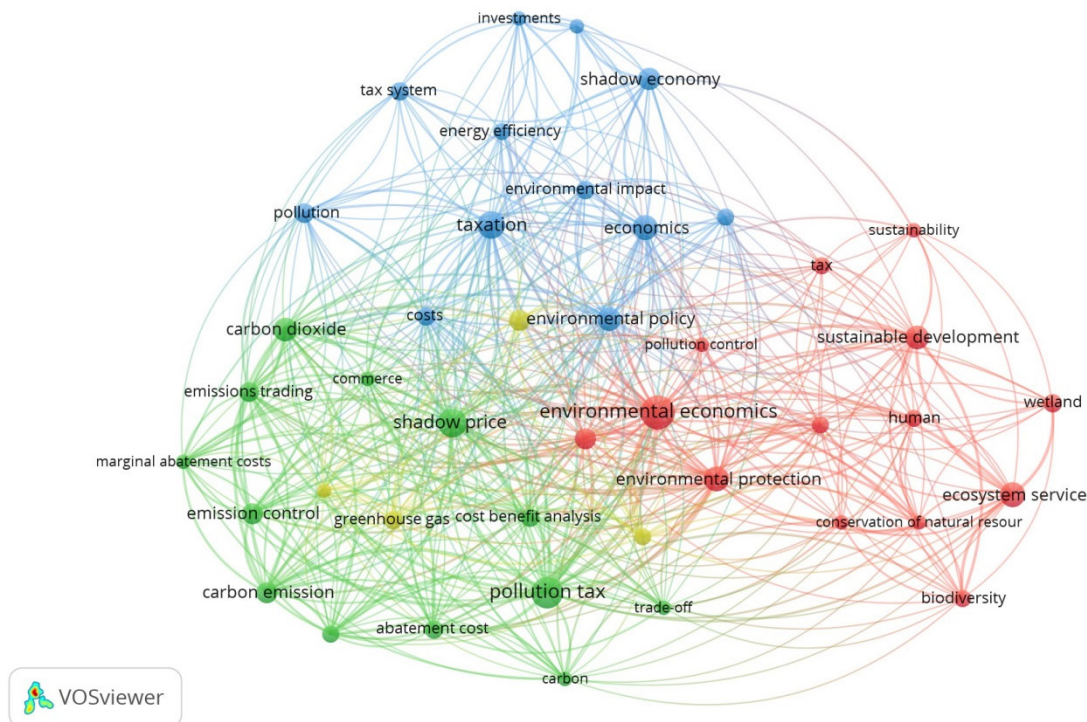 investments
shadow economy
tax system
energy efficiency
environmental impact
pollution
taxation
economics
sustainability
tax
costs
environmental policy
carbon dioxide
sustainable development
pollution control
commerce
emissions trading
wetland
environmental economics
human
shadow price
marginal abatement costs
environmental protection
ecosystem service
emission control
greenhouse gas
cost benefit analysis
conservation of natural resour
carbon emission
pollution tax
biodiversity
trade-off
abatement cost
carbon
VOSviewer